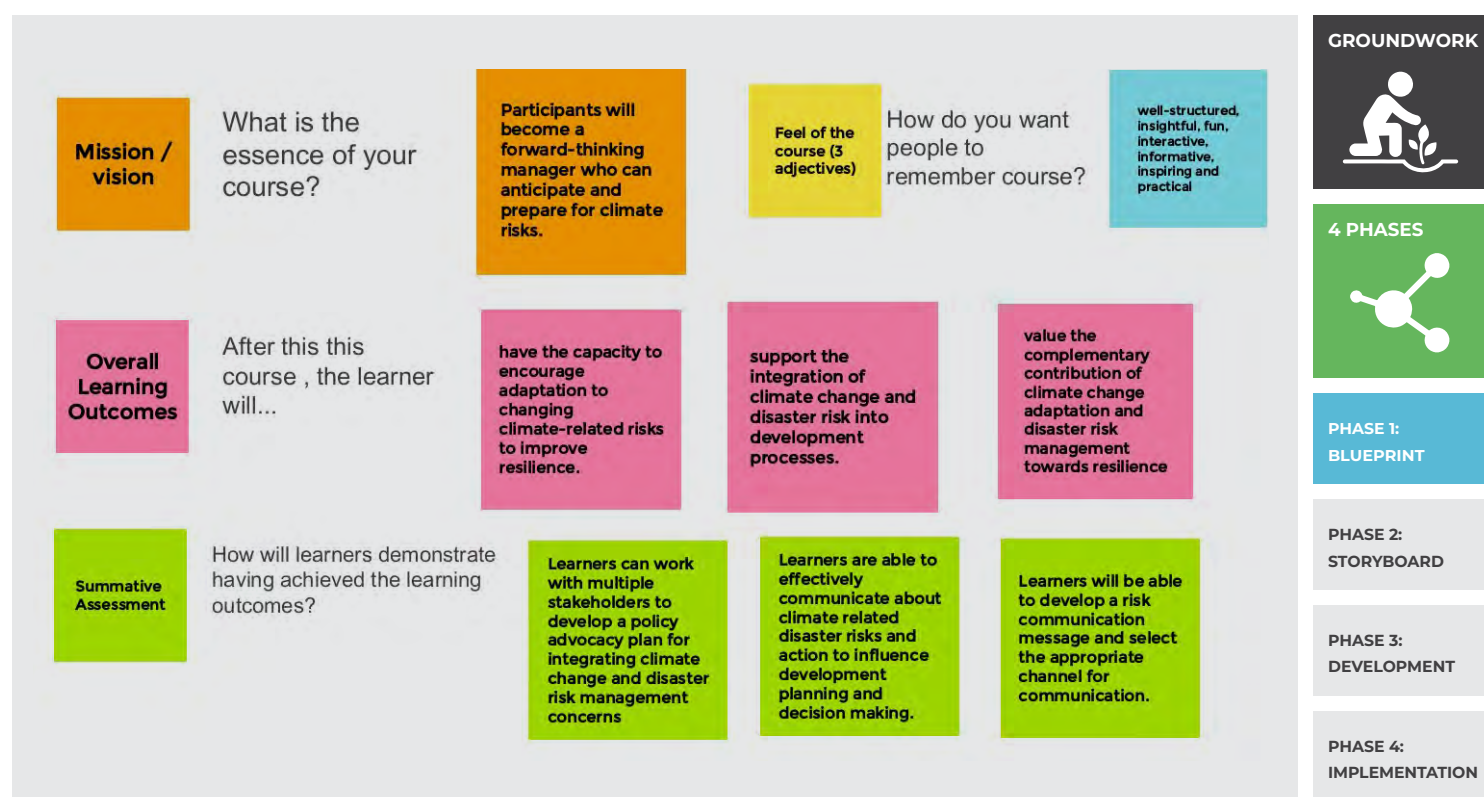 Mission /
vision
What is the
essence of your
course?
Participants will
become a
forward-thinking
manager who can
anticipate and
prepare for climate
risks.
Feel of the
course (3
adjectives)
How do you want
people to
remember course?
well-structured,
insightful, fun,
interactive,
informative,
inspiring and
practical
Overall
Learning
Outcomes
After this this
course , the learner
will...
have the capacity to
encourage
adaptation to
changing
climate-related risks
to improve
resilience.
support the
integration of
climate change and
disaster risk into
development
processes.
value the
complementary
contribution of
climate change
adaptation and
disaster risk
management
towards resilience
Summative
Assessment
How will learners demonstrate
having achieved the learning
outcomes?
Learners can work
with multiple
stakeholders to
develop a policy
advocacy plan for
integrating climate
change and disaster
risk management
concerns
Learners are able to
effectively
communicate about
climate related
disaster risks and
action to influence
development
planning and
decision making.
Learners will be able
to develop a risk
communication
message and select
the appropriate
channel for
communication.
GROUNDWORK
4 PHASES
PHASE 1:
BLUEPRINT
PHASE 2:
STORYBOARD
PHASE 3:
DEVELOPMENT
PHASE 4:
IMPLEMENTATION